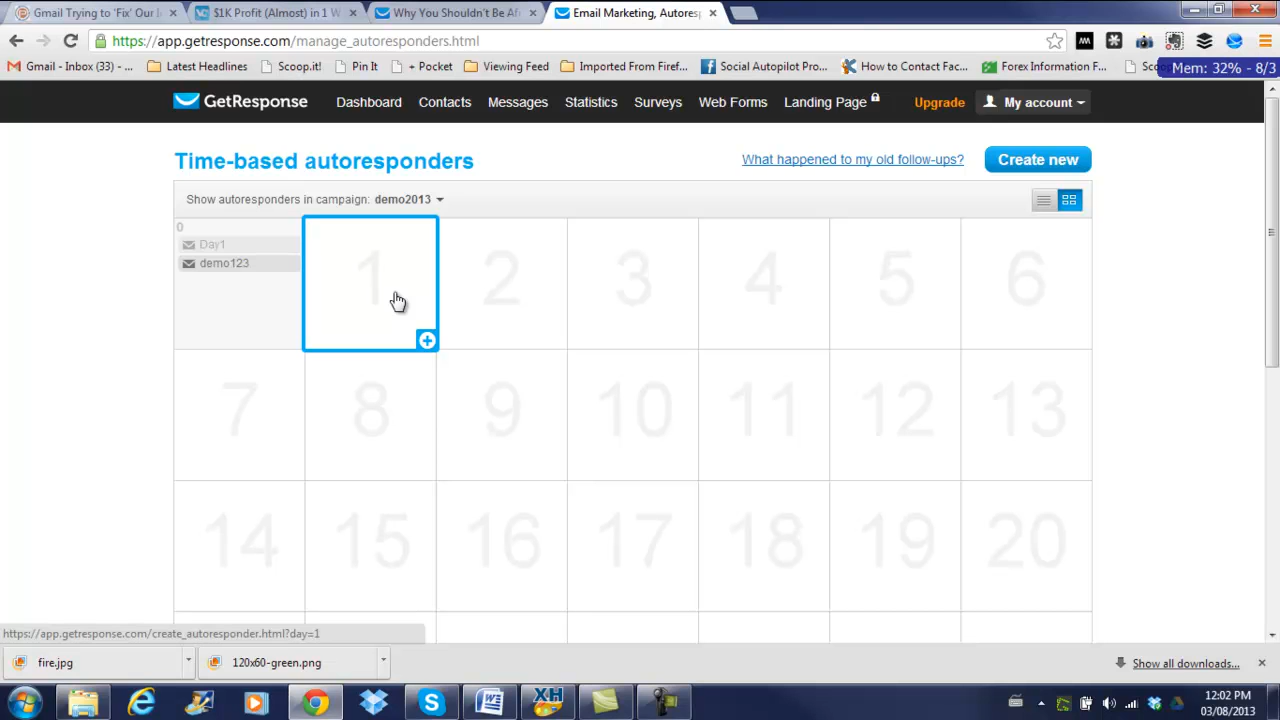 Gmail Trying to 'Fix' Our I
$1K Profit (Almost) in 1 W
Why You Shouldn't Be Af
Email Marketing, Autores
https://app.getresponse.com/manage_autoresponders.html
Gmail - Inbox (33) - ...
Latest Headlines
Scoop.it!
Pin It
+ Pocket
Viewing Feed
Imported From Firef...
Social Autopilot Pro...
How to Contact Fac...
Forex Information F...
Mem: 32% - 8/3
GetResponse
Dashboard
Contacts
Messages
Statistics
Surveys
Web Forms
Landing Page
Upgrade
My account
Time-based autoresponders
What happened to my old follow-ups?
Create new
Show autoresponders in campaign: demo2013
0
Day1
demo123
1 2 3 4 5 6
7 8 9 10 11 12 13
14 15 16 17 18 19 20
https://app.getresponse.com/create_autoresponder.html?day=1
fire.jpg
120x60-green.png
Show all downloads...
12:02 PM
03/08/2013